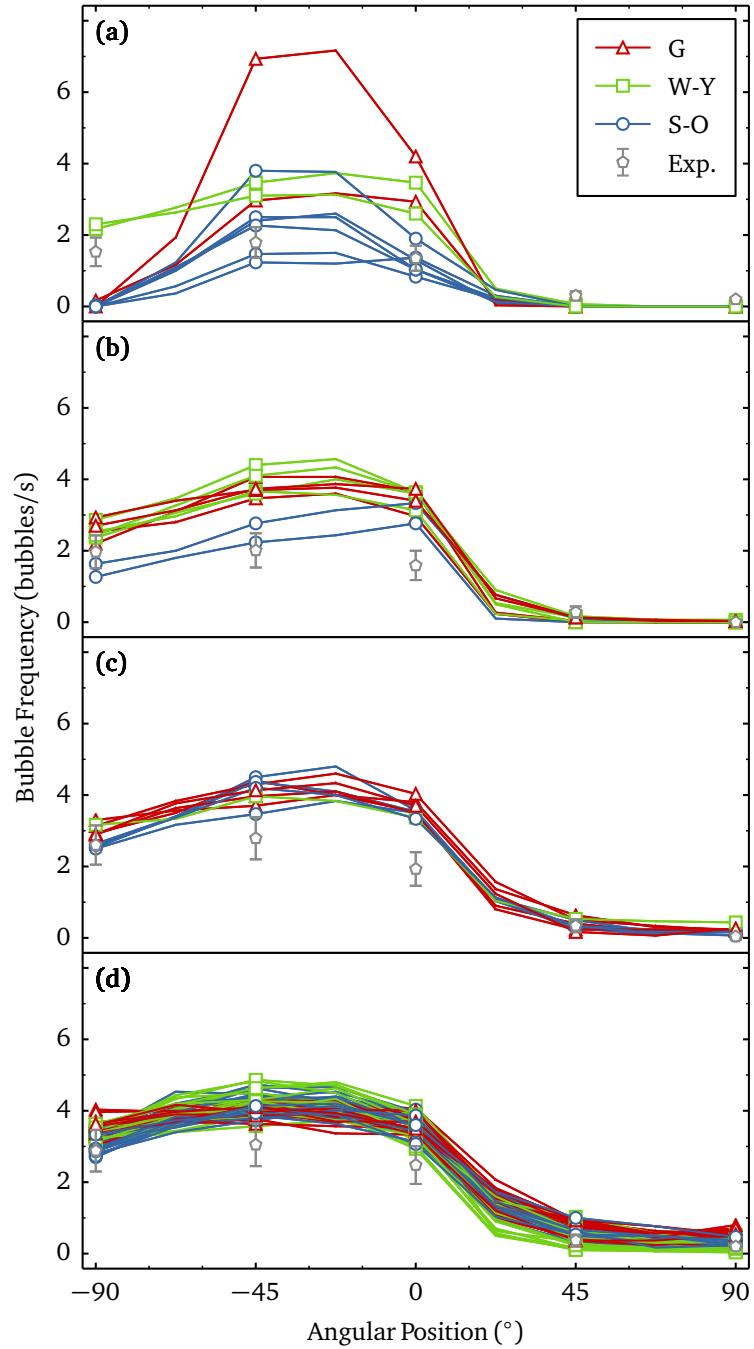 (a)
G
W-Y
S-O
Exp.
6
4
2
0
(b)
6
4
2
0
Bubble Frequency (bubbles/s)
(c)
6
4
2
0
(d)
6
4
2
0
−90
−45
0
45
90
Angular Position (°)